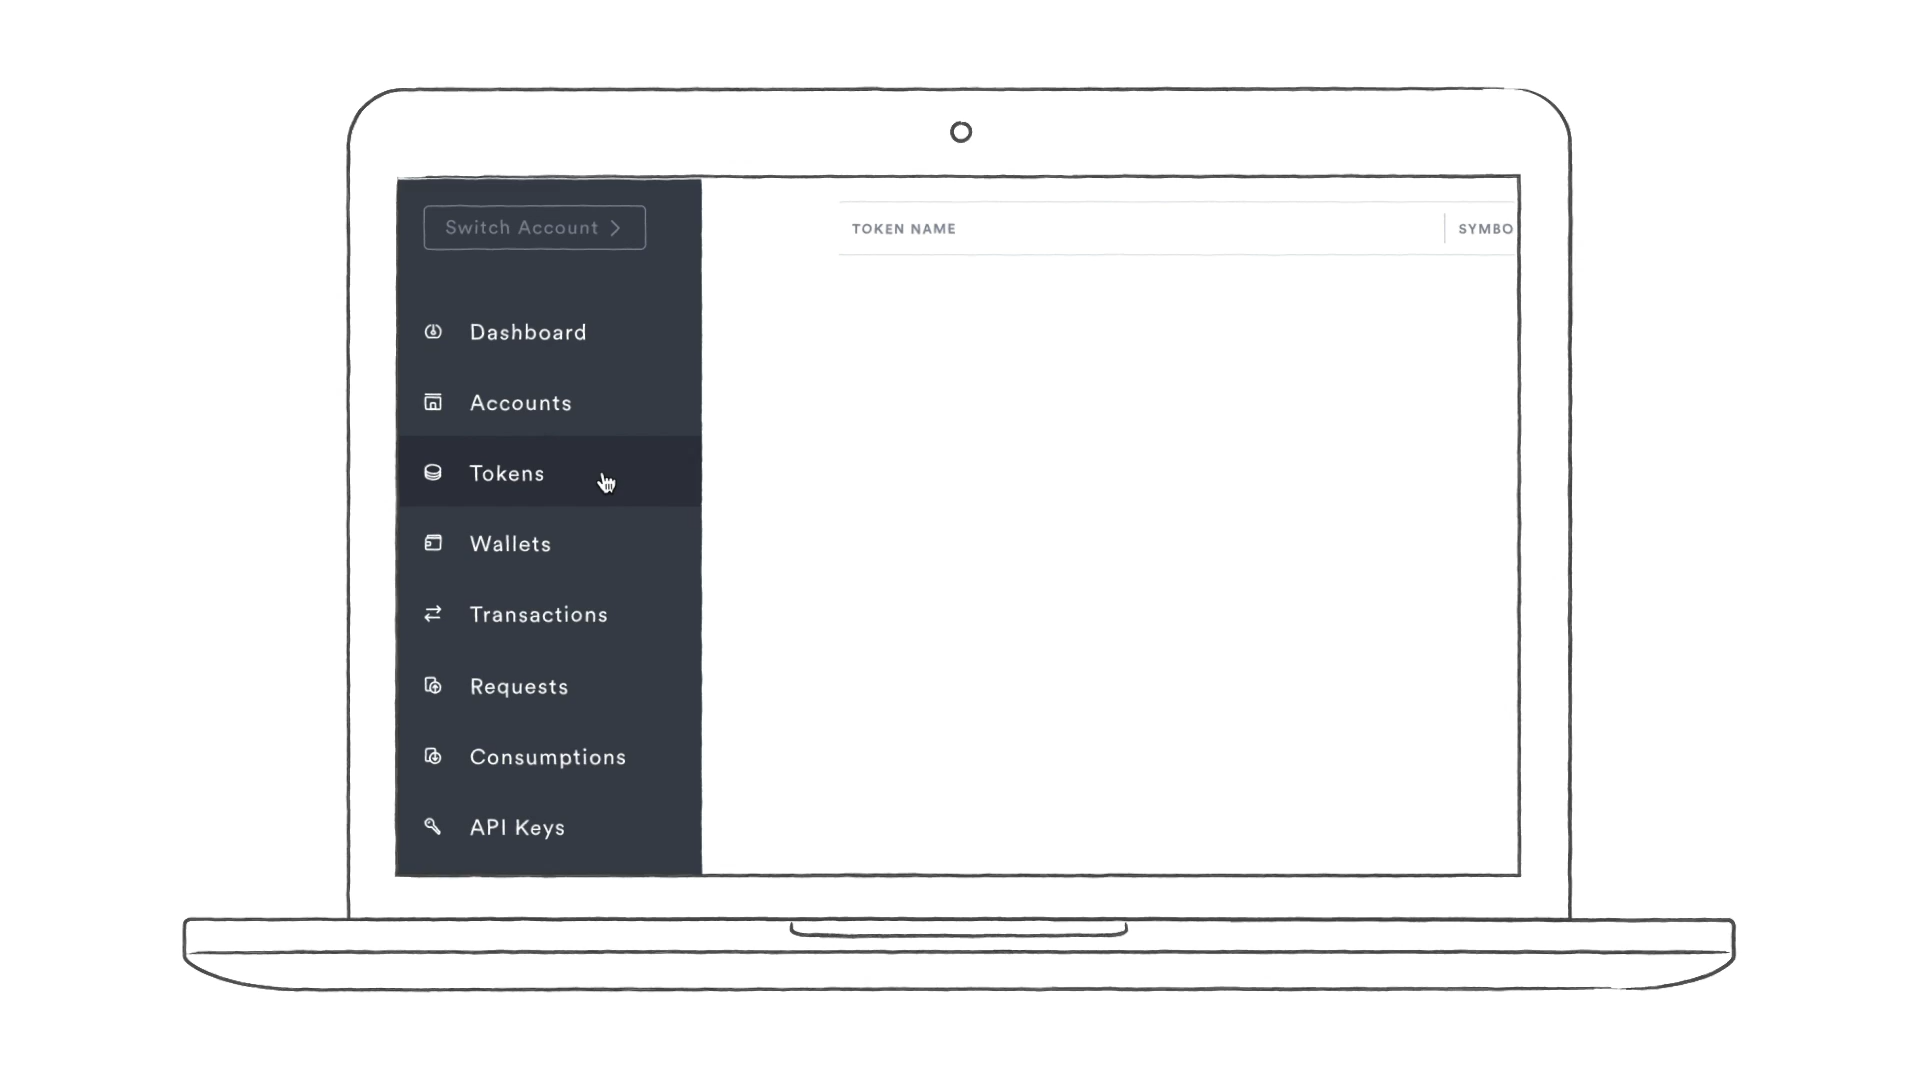 Switch Account
TOKEN NAME
SYMBO
Dashboard
Accounts
Tokens
Wallets
Transactions
Requests
Consumptions
API Keys